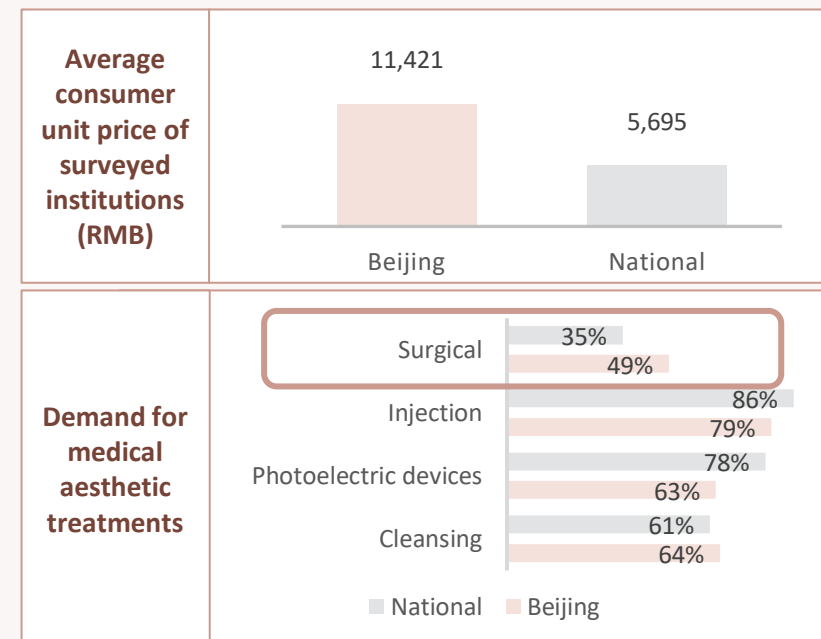 Average
consumer
unit price of
surveyed
institutions
(RMB)
11,421
5,695
Beijing
National
Demand for
medical
aesthetic
treatments
Surgical
35%
49%
Injection
86%
79%
Photoelectric devices
78%
63%
Cleansing
61%
64%
National
Beijing